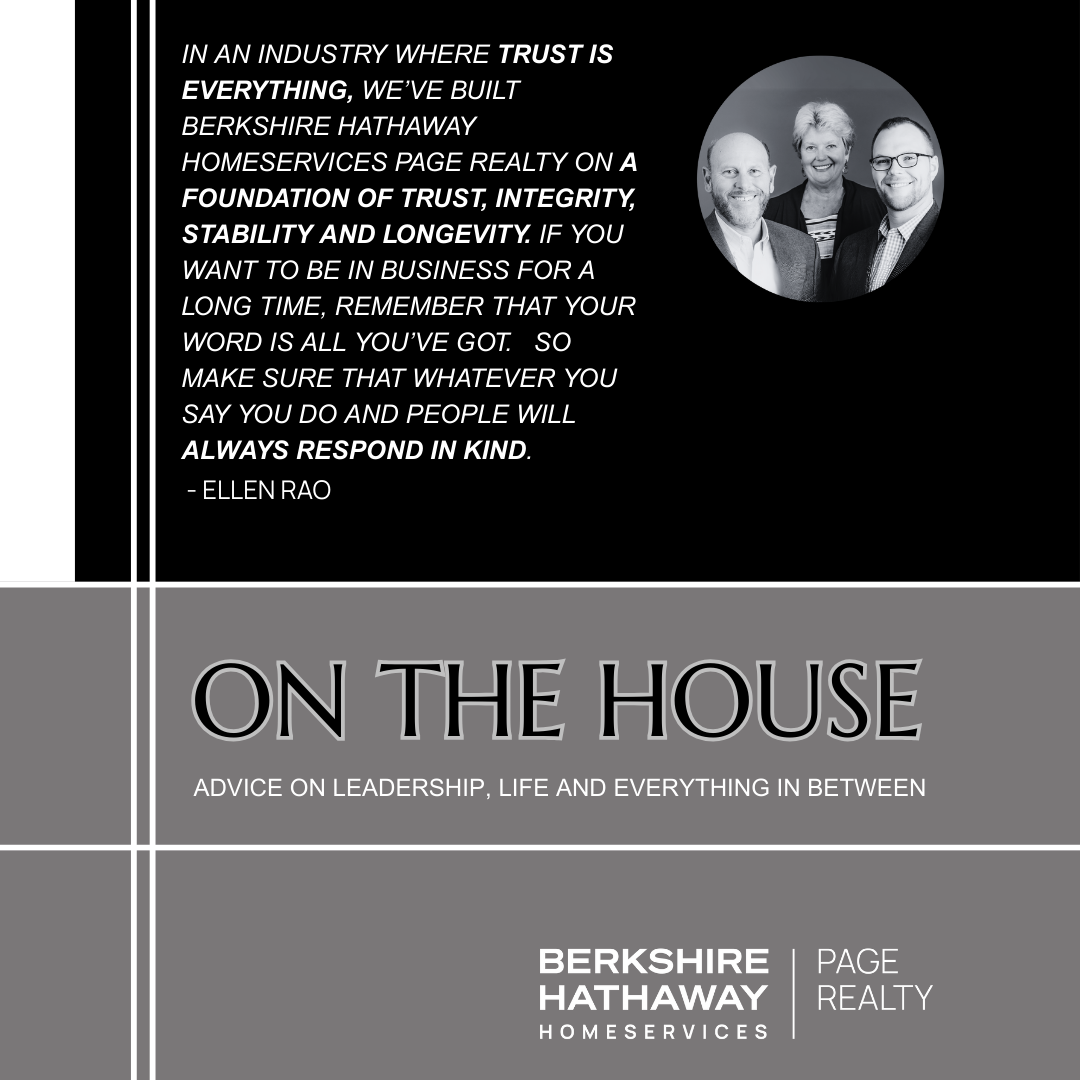 IN AN INDUSTRY WHERE TRUST IS
EVERYTHING, WE’VE BUILT
BERKSHIRE HATHAWAY
HOMESERVICES PAGE REALTY ON A
FOUNDATION OF TRUST, INTEGRITY,
STABILITY AND LONGEVITY. IF YOU
WANT TO BE IN BUSINESS FOR A
LONG TIME, REMEMBER THAT YOUR
WORD IS ALL YOU’VE GOT.   SO
MAKE SURE THAT WHATEVER YOU
SAY YOU DO AND PEOPLE WILL
ALWAYS RESPOND IN KIND.
- ELLEN RAO
ON THE HOUSE
ADVICE ON LEADERSHIP, LIFE AND EVERYTHING IN BETWEEN
BERKSHIRE
HATHAWAY
HOMESERVICES
PAGE
REALTY